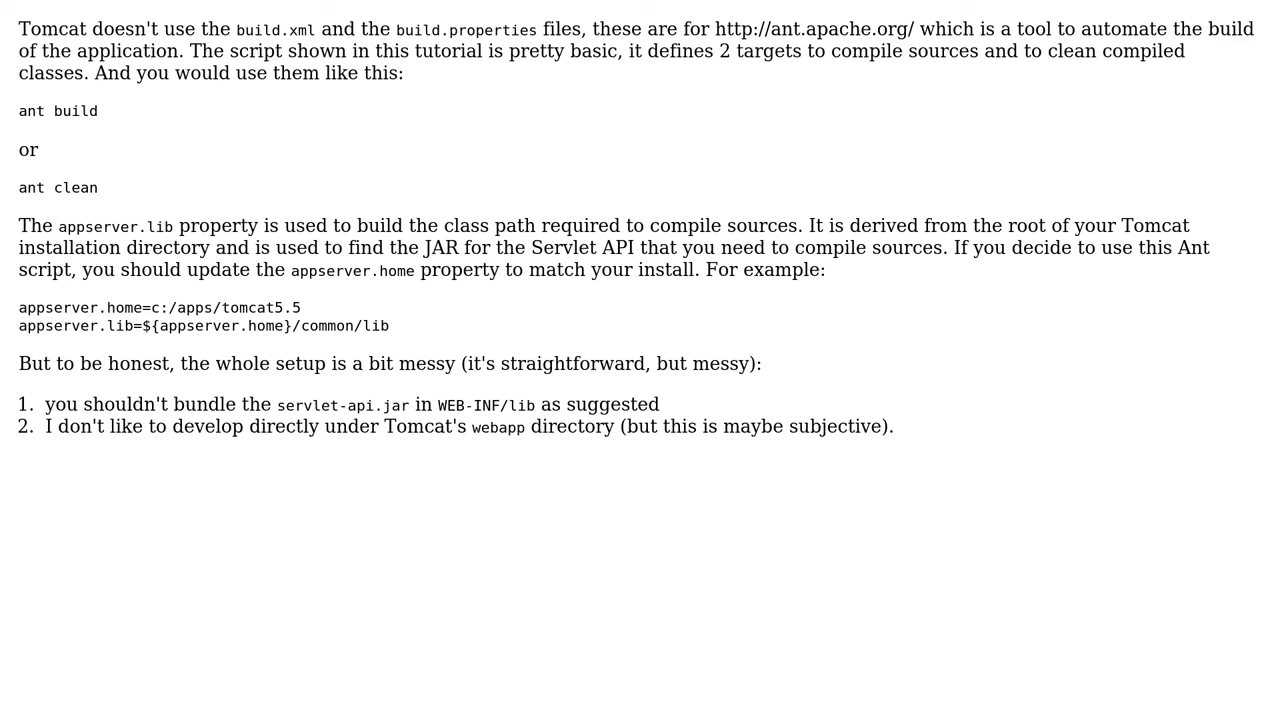 Tomcat doesn't use the build.xml and the build.properties files, these are for http://ant.apache.org/ which is a tool to automate the build
of the application. The script shown in this tutorial is pretty basic, it defines 2 targets to compile sources and to clean compiled
classes. And you would use them like this:
ant build
or
ant clean
The appserver.lib property is used to build the class path required to compile sources. It is derived from the root of your Tomcat
installation directory and is used to find the JAR for the Servlet API that you need to compile sources. If you decide to use this Ant
script, you should update the appserver.home property to match your install. For example:
appserver.home=c:/apps/tomcat5.5
appserver.lib=${appserver.home}/common/lib
But to be honest, the whole setup is a bit messy (it's straightforward, but messy):
1. you shouldn't bundle the servlet-api.jar in WEB-INF/lib as suggested
2. I don't like to develop directly under Tomcat's webapp directory (but this is maybe subjective).